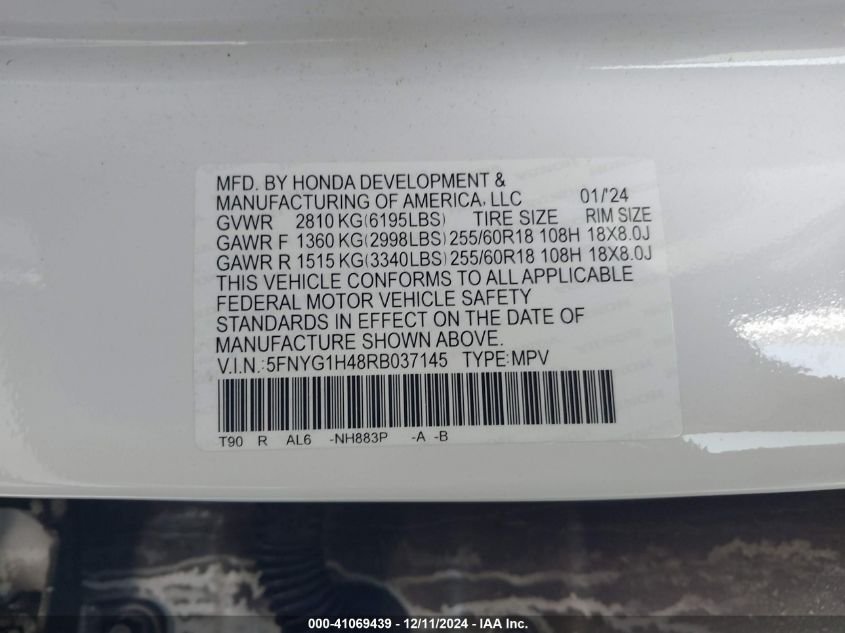 MFD. BY HONDA DEVELOPMENT &
MANUFACTURING OF AMERICA, LLC 01/'24
GVWR 2810 KG(6195LBS) TIRE SIZE RIM SIZE
GAWR F 1360 KG(2998LBS) 255/60R18 108H 18X8.0J
GAWR R 1515 KG(3340LBS) 255/60R18 108H 18X8.0J
THIS VEHICLE CONFORMS TO ALL APPLICABLE
FEDERAL MOTOR VEHICLE SAFETY
STANDARDS IN EFFECT ON THE DATE OF
MANUFACTURE SHOWN ABOVE.
V.I.N.:5FNYG1H48RB037145 TYPE:MPV
T90 R AL6 -NH883P -A -B
000-41069439 - 12/11/2024 - IAA Inc.